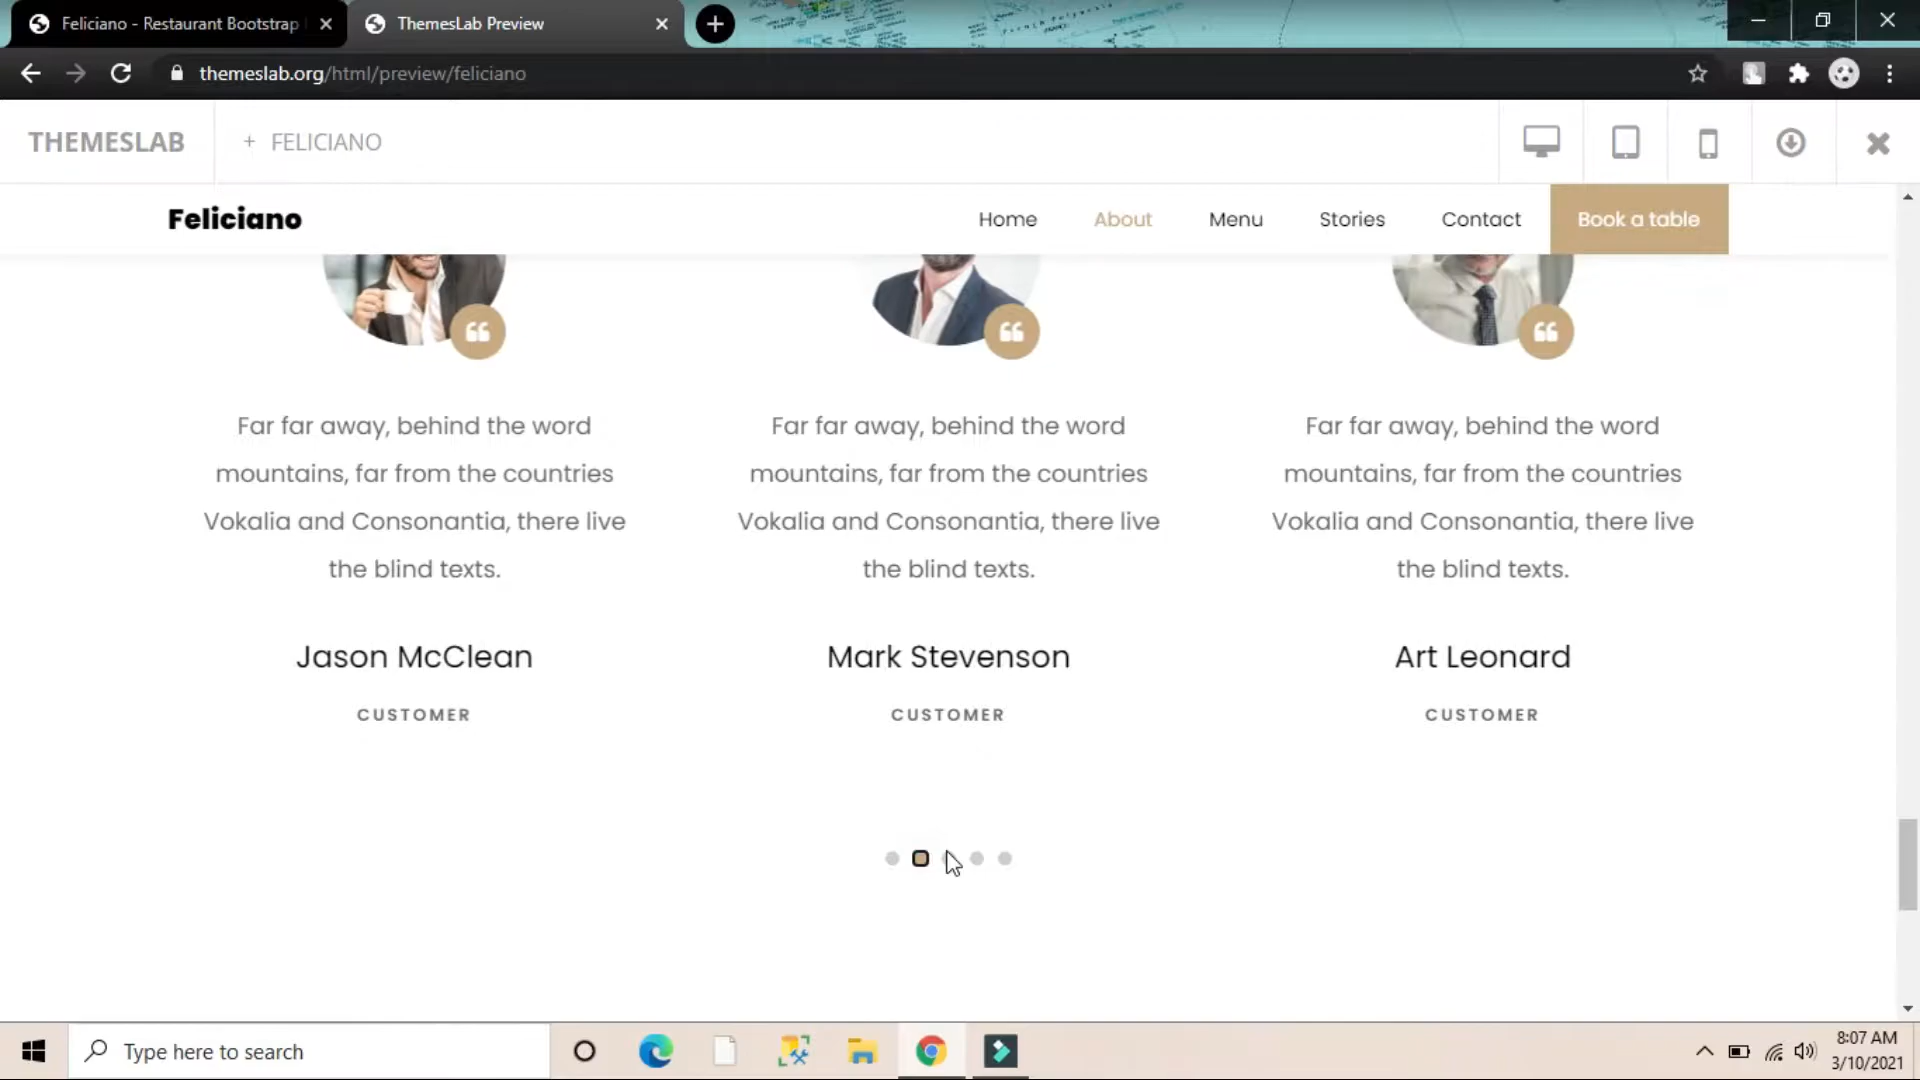 Feliciano - Restaurant Bootstrap
ThemesLab Preview
themeslab.org/html/preview/feliciano
THEMESLAB
+ FELICIANO
Feliciano
Home
About
Menu
Stories
Contact
Book a table
Far far away, behind the word
mountains, far from the countries
Vokalia and Consonantia, there live
the blind texts.
Jason McClean
CUSTOMER
Far far away, behind the word
mountains, far from the countries
Vokalia and Consonantia, there live
the blind texts.
Mark Stevenson
CUSTOMER
Far far away, behind the word
mountains, far from the countries
Vokalia and Consonantia, there live
the blind texts.
Art Leonard
CUSTOMER
Type here to search
8:07 AM
3/10/2021